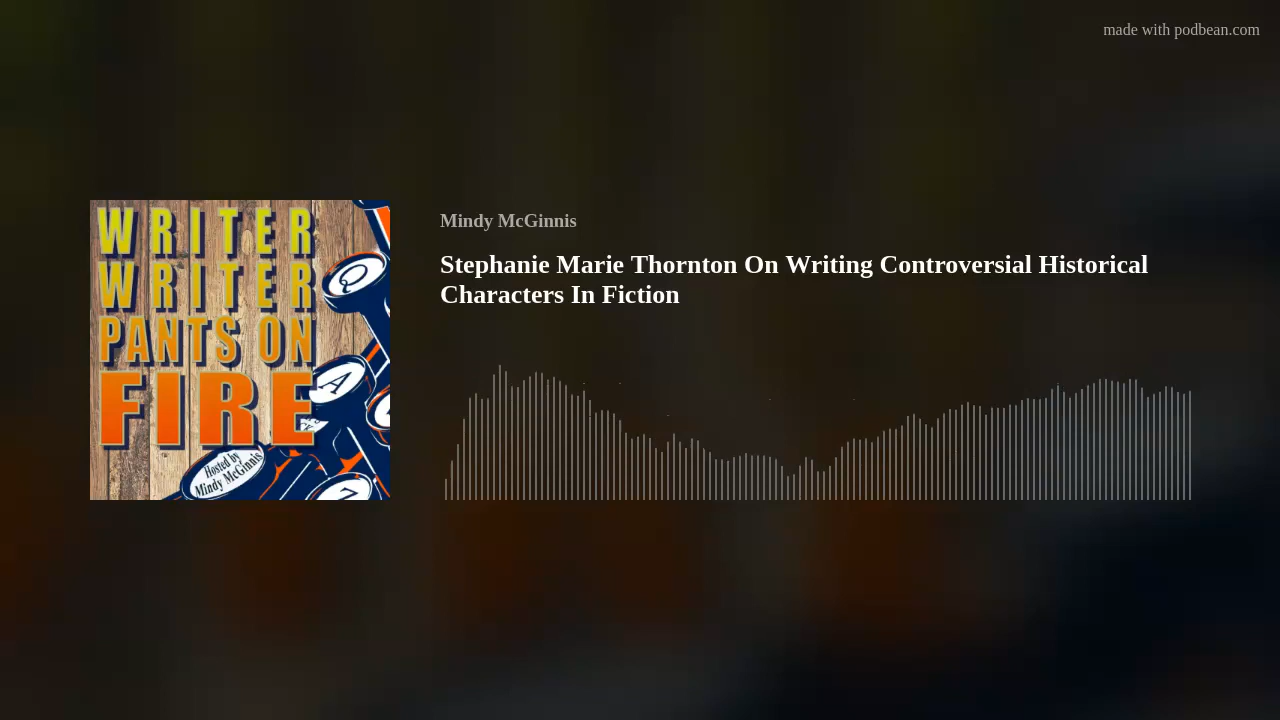 made with podbean.com
WRITER
WRITER
PANTS ON
FIRE
Hosted by
Mindy McGinnis
Q
A
Z
Mindy McGinnis
Stephanie Marie Thornton On Writing Controversial Historical
Characters In Fiction